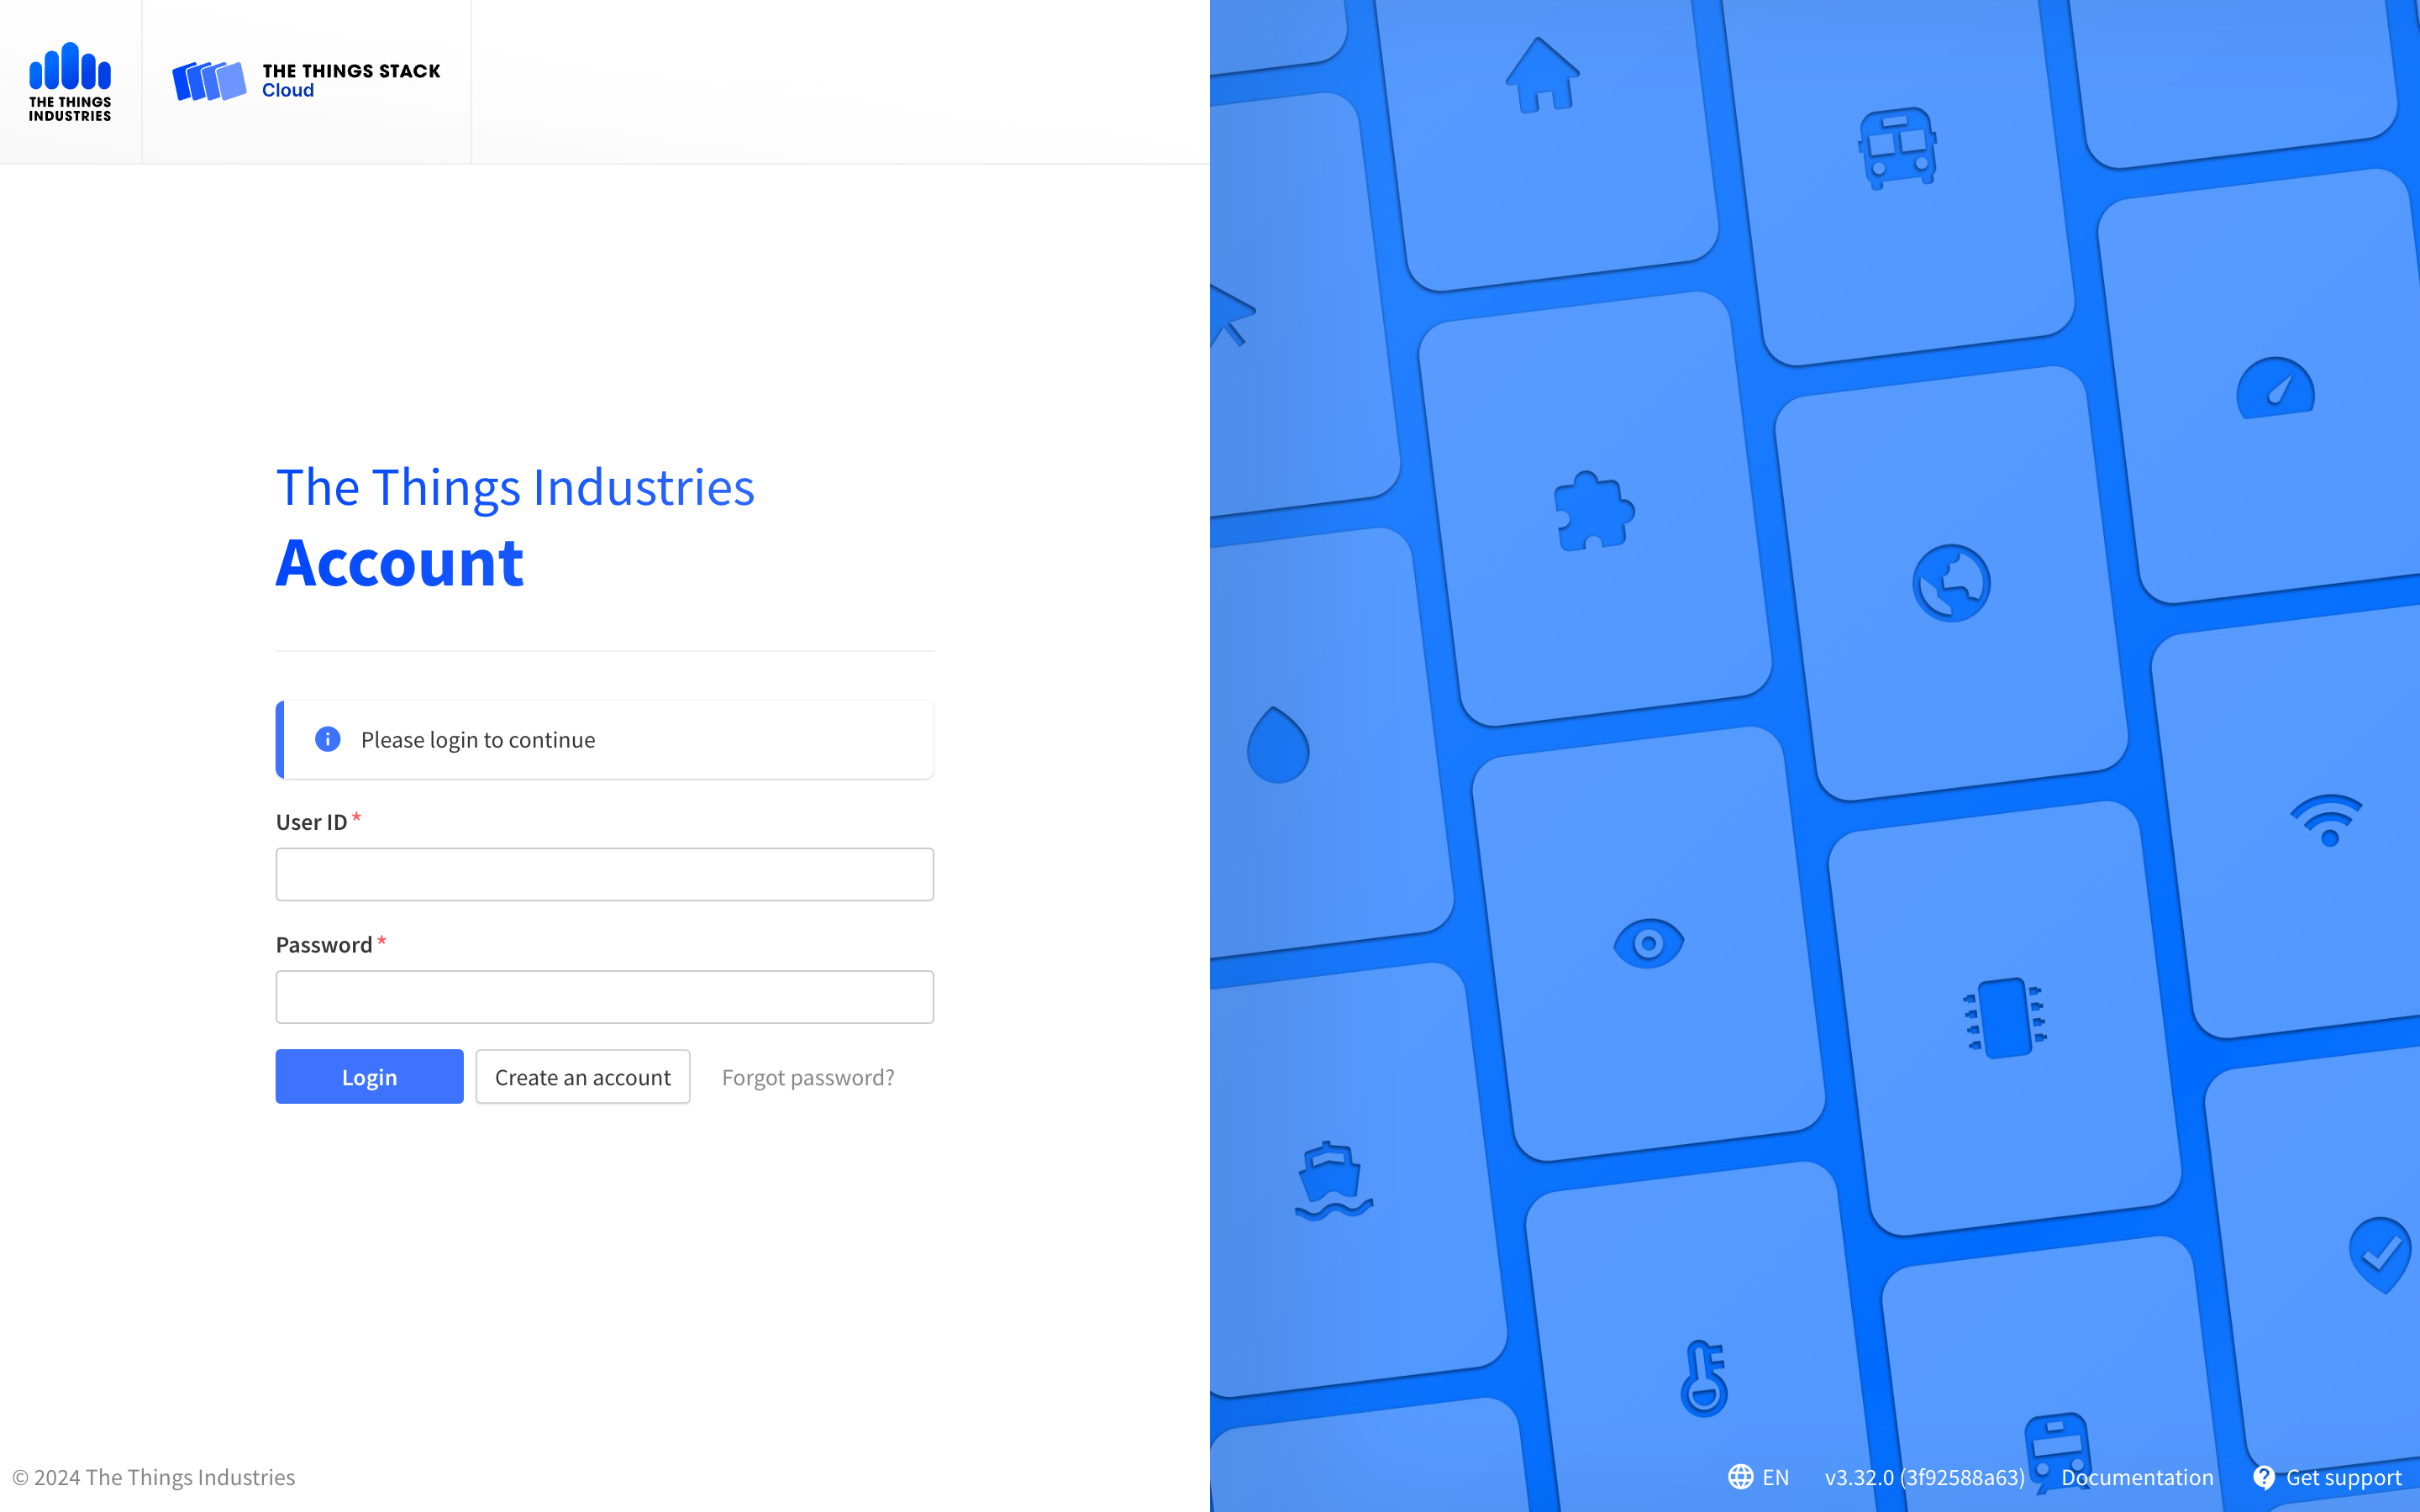 THE THINGS
INDUSTRIES
THE THINGS STACK
Cloud
The Things Industries
Account
Please login to continue
User ID *
Password *
Login
Create an account
Forgot password?
© 2024 The Things Industries
EN
v3.32.0 (3f92588a63)
Documentation
Get support